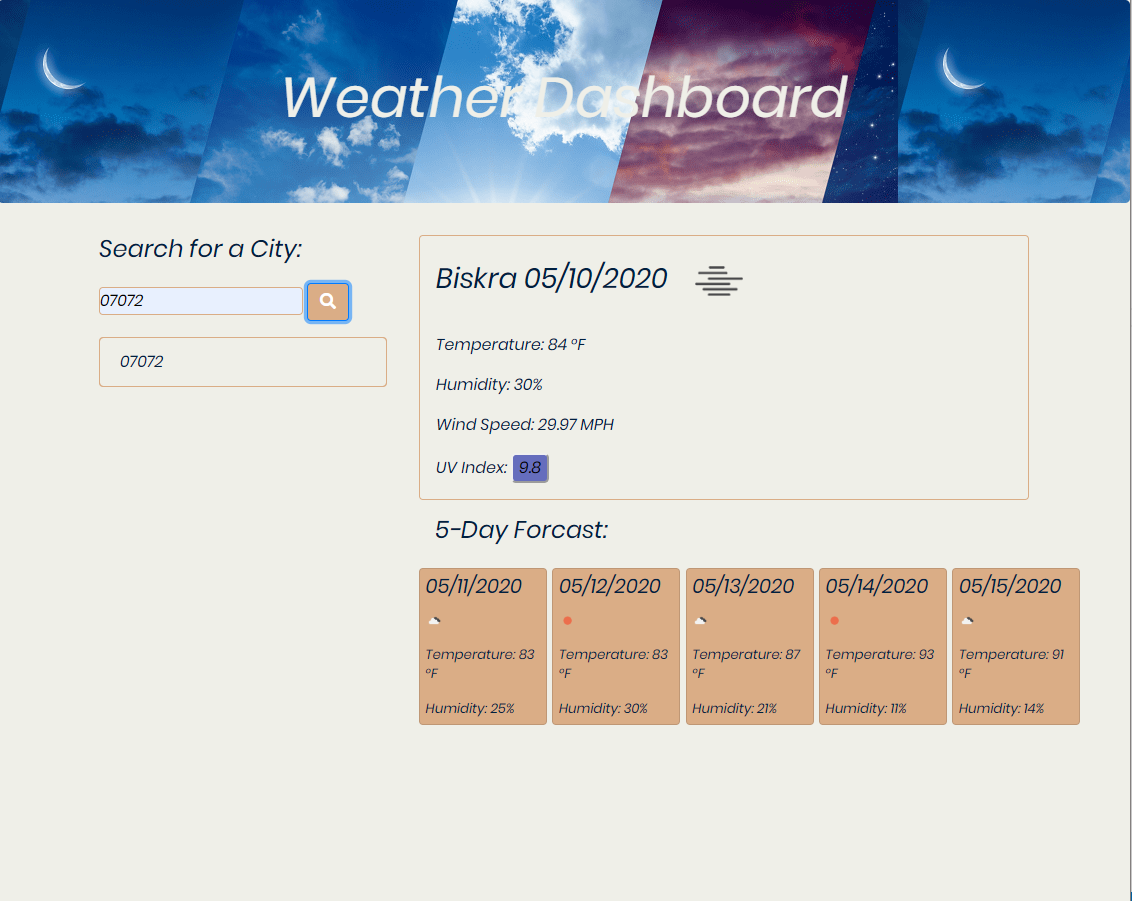 Weather Dashboard
Search for a City:
07072
07072
Biskra 05/10/2020
Temperature: 84 °F
Humidity: 30%
Wind Speed: 29.97 MPH
UV Index: 9.8
5-Day Forcast:
05/11/2020
Temperature: 83
°F
Humidity: 25%
05/12/2020
Temperature: 83
°F
Humidity: 30%
05/13/2020
Temperature: 87
°F
Humidity: 21%
05/14/2020
Temperature: 93
°F
Humidity: 11%
05/15/2020
Temperature: 91
°F
Humidity: 14%